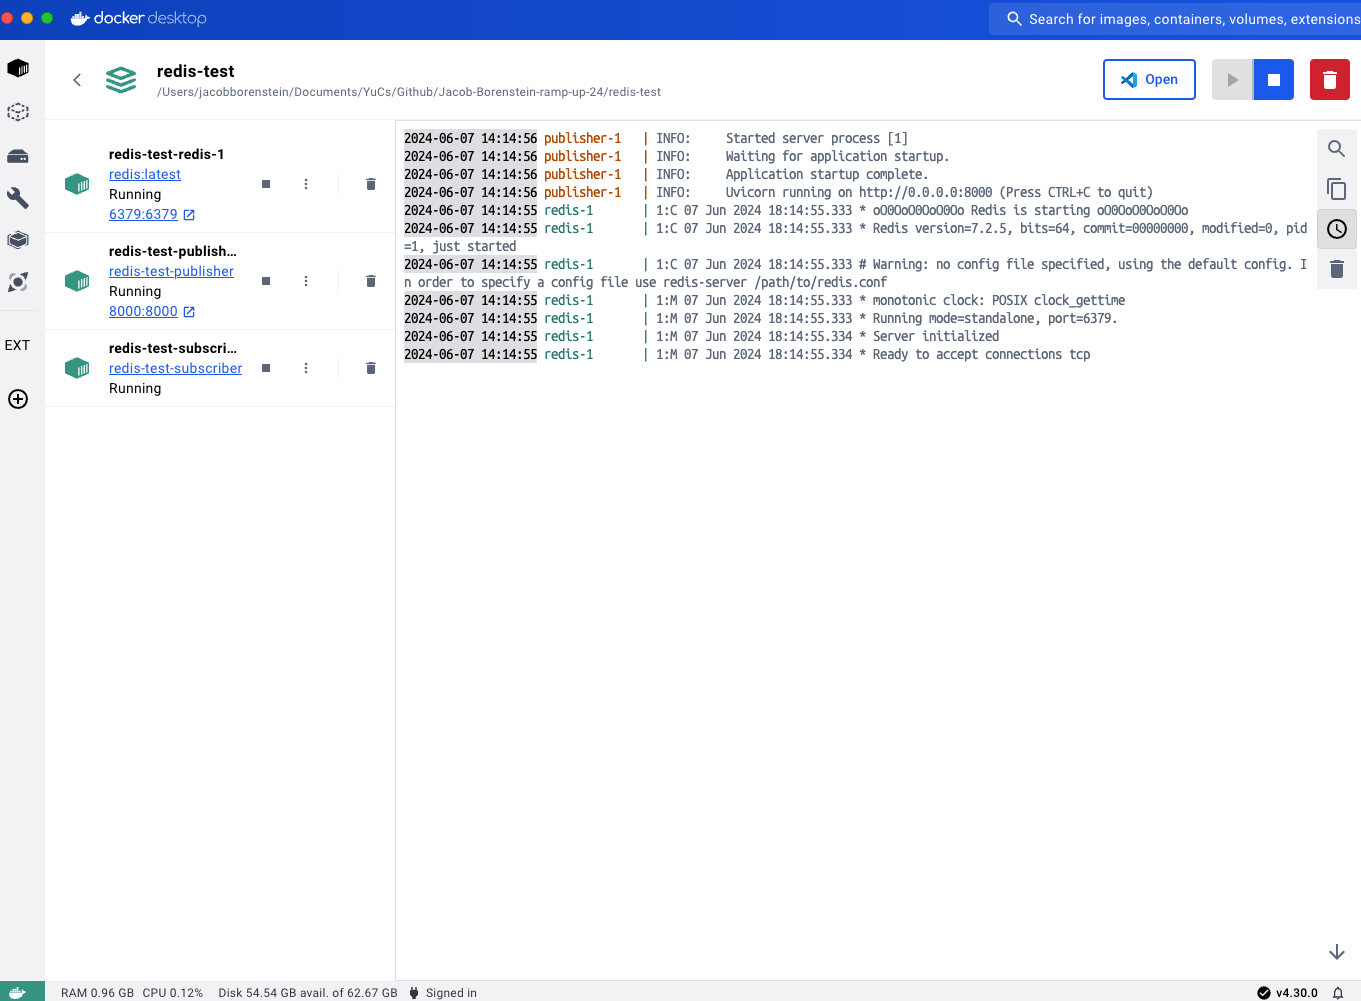 docker desktop
Search for images, containers, volumes, extensions
redis-test
/Users/jacobborenstein/Documents/YuCs/Github/Jacob-Borenstein-ramp-up-24/redis-test
Open
EXT
redis-test-redis-1
redis:latest
Running
6379:6379
redis-test-publish...
redis-test-publisher
Running
8000:8000
redis-test-subscri...
redis-test-subscriber
Running
2024-06-07 14:14:56 publisher-1 | INFO: Started server process [1]
2024-06-07 14:14:56 publisher-1 | INFO: Waiting for application startup.
2024-06-07 14:14:56 publisher-1 | INFO: Application startup complete.
2024-06-07 14:14:56 publisher-1 | INFO: Uvicorn running on http://0.0.0.0:8000 (Press CTRL+C to quit)
2024-06-07 14:14:55 redis-1 | 1:C 07 Jun 2024 18:14:55.333 * oO0OoO0OoO0Oo Redis is starting oO0OoO0OoO0Oo
2024-06-07 14:14:55 redis-1 | 1:C 07 Jun 2024 18:14:55.333 * Redis version=7.2.5, bits=64, commit=00000000, modified=0, pid
=1, just started
2024-06-07 14:14:55 redis-1 | 1:C 07 Jun 2024 18:14:55.333 # Warning: no config file specified, using the default config. I
n order to specify a config file use redis-server /path/to/redis.conf
2024-06-07 14:14:55 redis-1 | 1:M 07 Jun 2024 18:14:55.333 * monotonic clock: POSIX clock_gettime
2024-06-07 14:14:55 redis-1 | 1:M 07 Jun 2024 18:14:55.333 * Running mode=standalone, port=6379.
2024-06-07 14:14:55 redis-1 | 1:M 07 Jun 2024 18:14:55.334 * Server initialized
2024-06-07 14:14:55 redis-1 | 1:M 07 Jun 2024 18:14:55.334 * Ready to accept connections tcp
RAM 0.96 GB CPU 0.12% Disk 54.54 GB avail. of 62.67 GB Signed in
v4.30.0